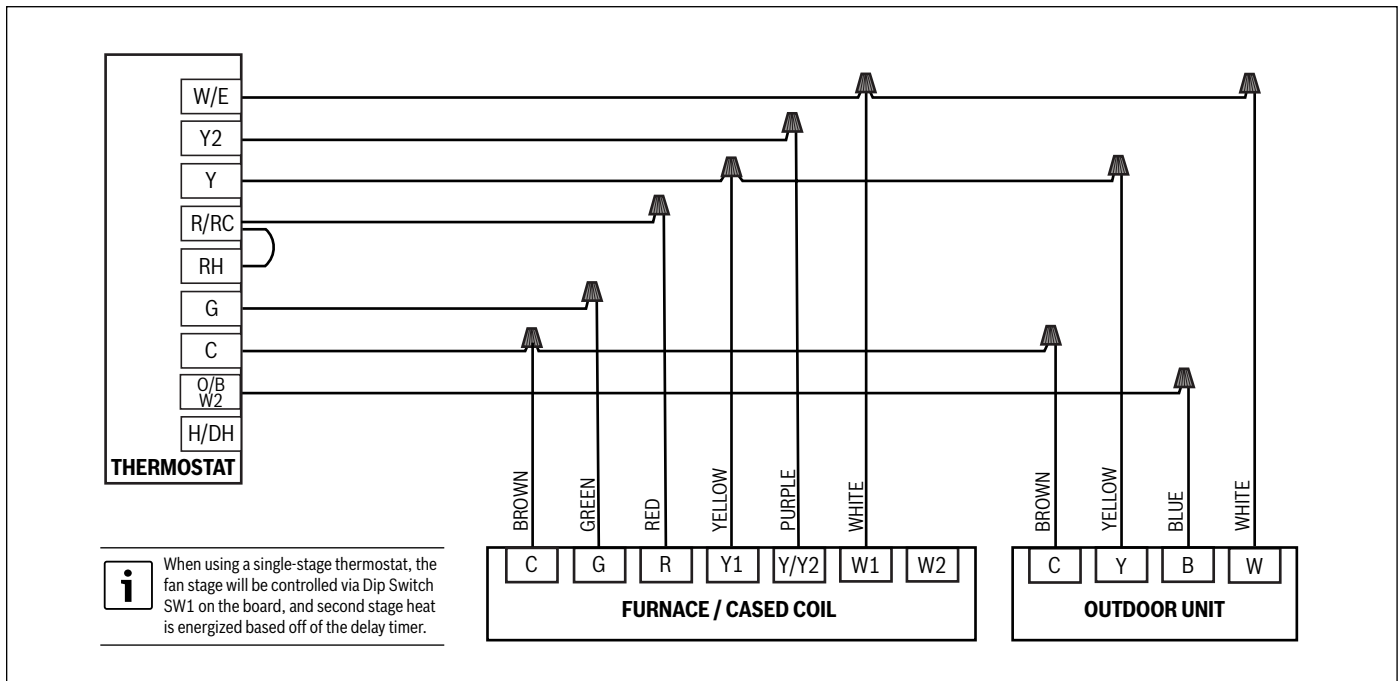 W/E
Y2
Y
R/RC
RH
G
C
O/B
W2
H/DH
THERMOSTAT
BROWN
GREEN
RED
YELLOW
PURPLE
WHITE
BROWN
YELLOW
BLUE
WHITE
i
When using a single-stage thermostat, the
fan stage will be controlled via Dip Switch
SW1 on the board, and second stage heat
is energized based off of the delay timer.
C G R Y1 Y/Y2 W1 W2
FURNACE / CASED COIL
C Y B W
OUTDOOR UNIT